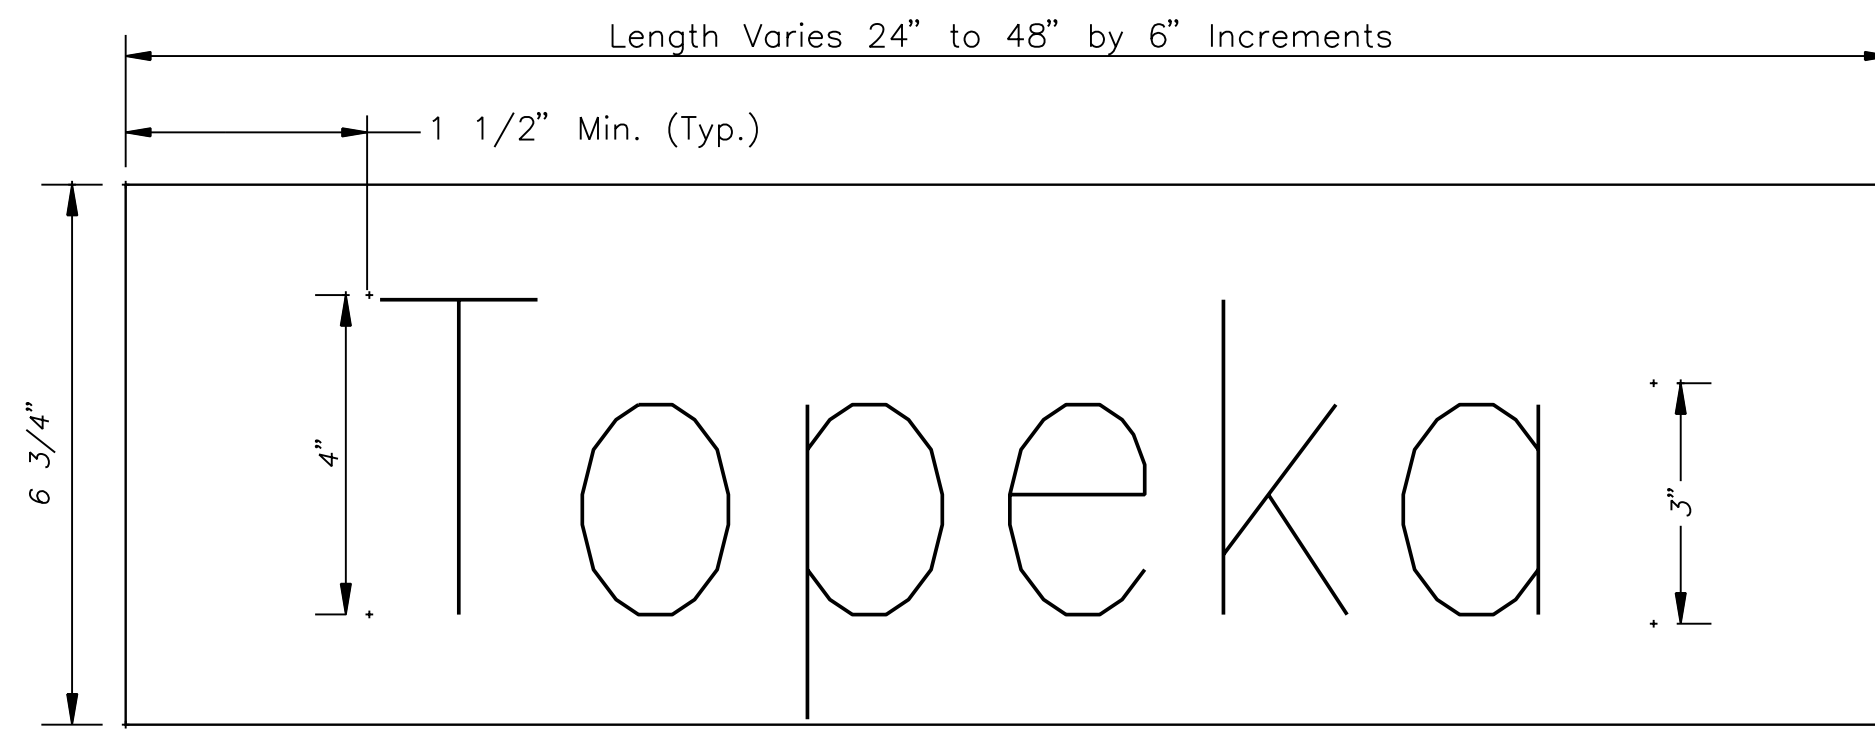 Length Varies 24” to 48” by 6” Increments
1 1/2” Min. (Typ.)
6 3/4”
4”
Topeka
3”